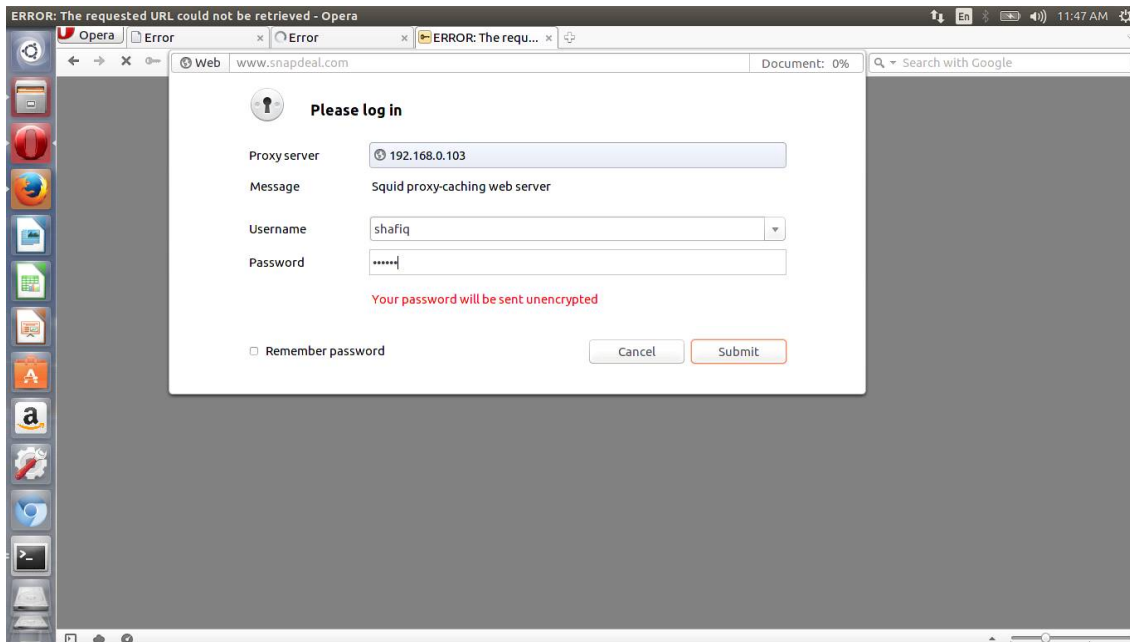 ERROR: The requested URL could not be retrieved - Opera
En
11:47 AM
Opera
Error
Error
ERROR: The requ...
Web
www.snapdeal.com
Document: 0%
Search with Google
Please log in
Proxy server
192.168.0.103
Message
Squid proxy-caching web server
Username
shafiq
Password
••••••
Your password will be sent unencrypted
Remember password
Cancel
Submit